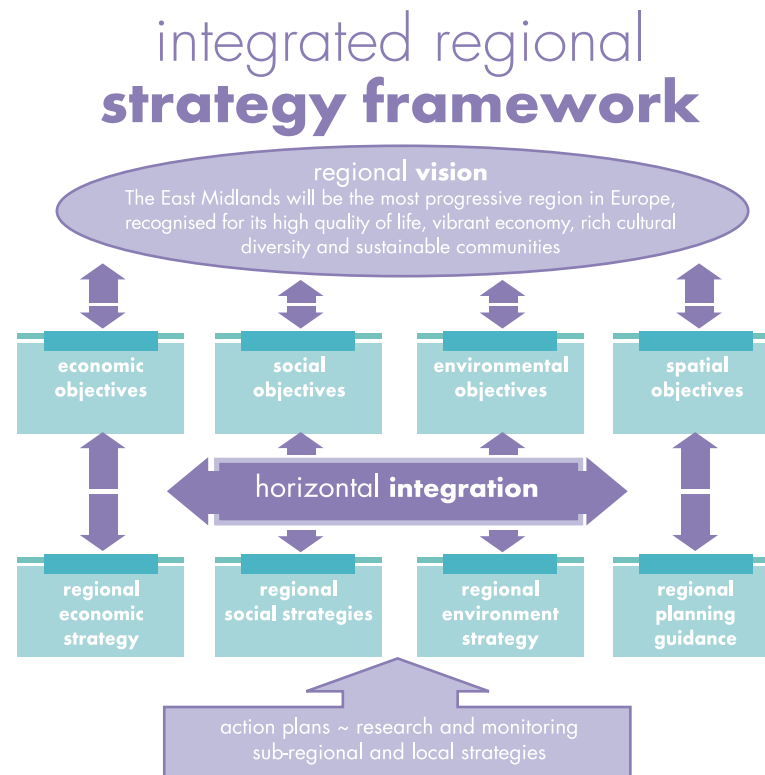 integrated regional
strategy framework
regional vision
The East Midlands will be the most progressive region in Europe,
recognised for its high quality of life, vibrant economy, rich cultural
diversity and sustainable communities
economic
objectives
social
objectives
environmental
objectives
spatial
objectives
horizontal integration
regional
economic
strategy
regional
social strategies
regional
environment
strategy
regional
planning
guidance
action plans ~ research and monitoring
sub-regional and local strategies